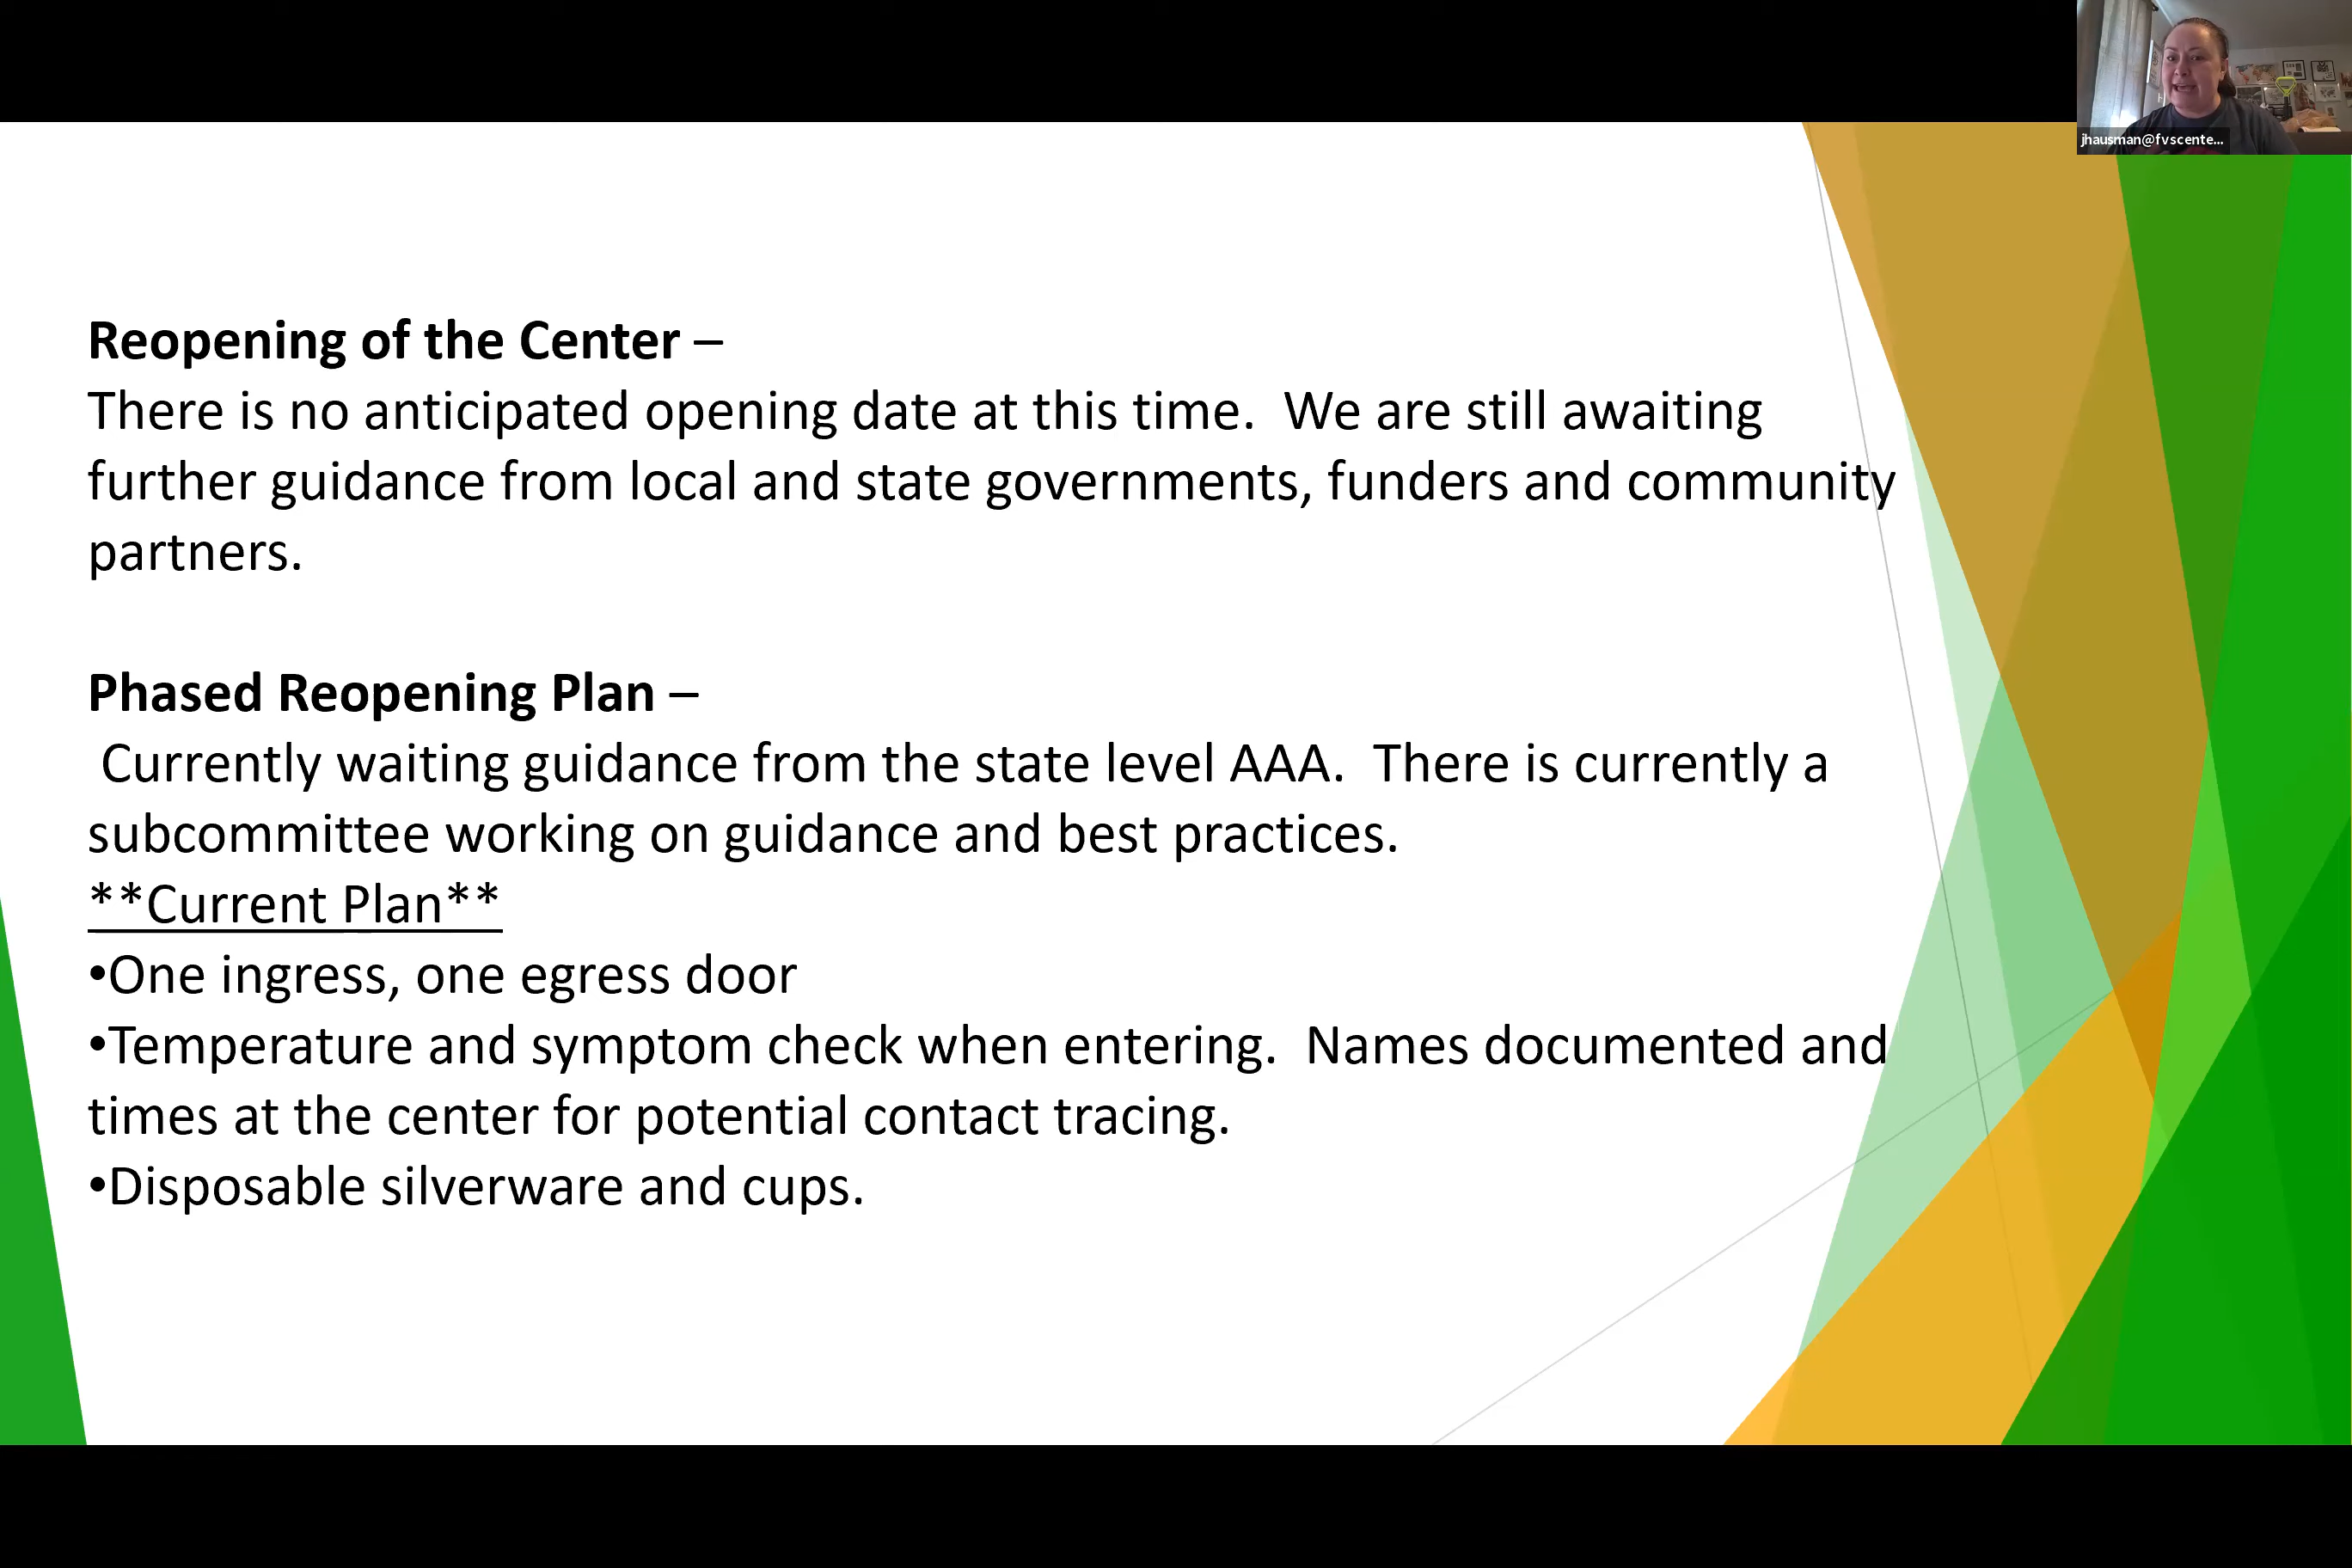 jhausman@fvscente...
Reopening of the Center –
There is no anticipated opening date at this time.  We are still awaiting
further guidance from local and state governments, funders and community
partners.
Phased Reopening Plan –
Currently waiting guidance from the state level AAA.  There is currently a
subcommittee working on guidance and best practices.
**Current Plan**
•One ingress, one egress door
•Temperature and symptom check when entering.  Names documented and
times at the center for potential contact tracing.
•Disposable silverware and cups.